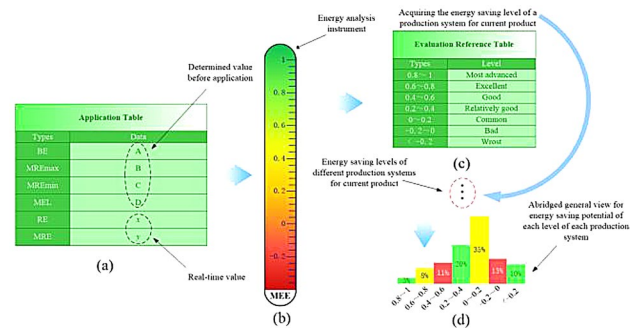 Energy analysis
instrument
Acquiring the energy saving level of a
production system for current product
Determined value
before application
Application Table
Types Data
BE A
MREmax B
MREmin C
MEL D
RE x
MRE y
Real-time value
(a)
1
0.8
0.6
0.4
0.2
0
-0.2
MEE
(b)
Evaluation Reference Table
Types Level
0.8~1 Most advanced
0.6~0.8 Excellent
0.4~0.6 Good
0.2~0.4 Relatively good
0~0.2 Common
-0.2~0 Bad
<-0.2 Wrost
(c)
Energy saving levels of
different production systems
for current product
Abridged general view for
energy saving potential of
each level of each production
system
8%
11%
20%
35%
13%
10%
0.8~1
0.6~0.8
0.4~0.6
0.2~0.4
0~0.2
-0.2~0
<-0.2
(d)